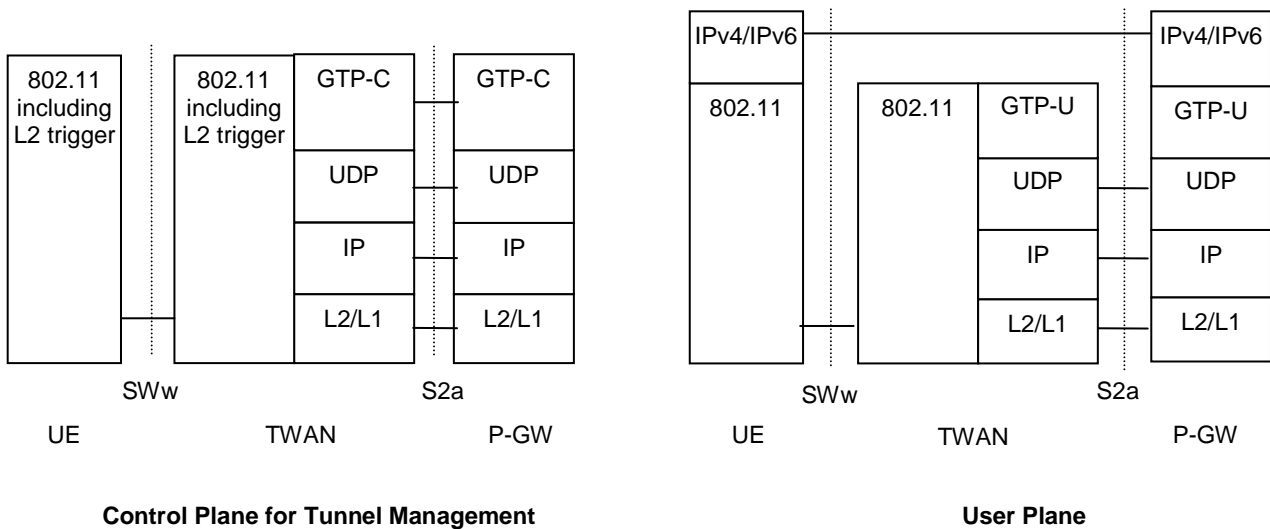 802.11
including
L2 trigger
802.11
including
L2 trigger
GTP-C
UDP
IP
L2/L1
GTP-C
UDP
IP
L2/L1
SWw
S2a
UE
TWAN
P-GW
Control Plane for Tunnel Management
IPv4/IPv6
802.11
802.11
GTP-U
UDP
IP
L2/L1
IPv4/IPv6
GTP-U
UDP
IP
L2/L1
SWw
S2a
UE
TWAN
P-GW
User Plane